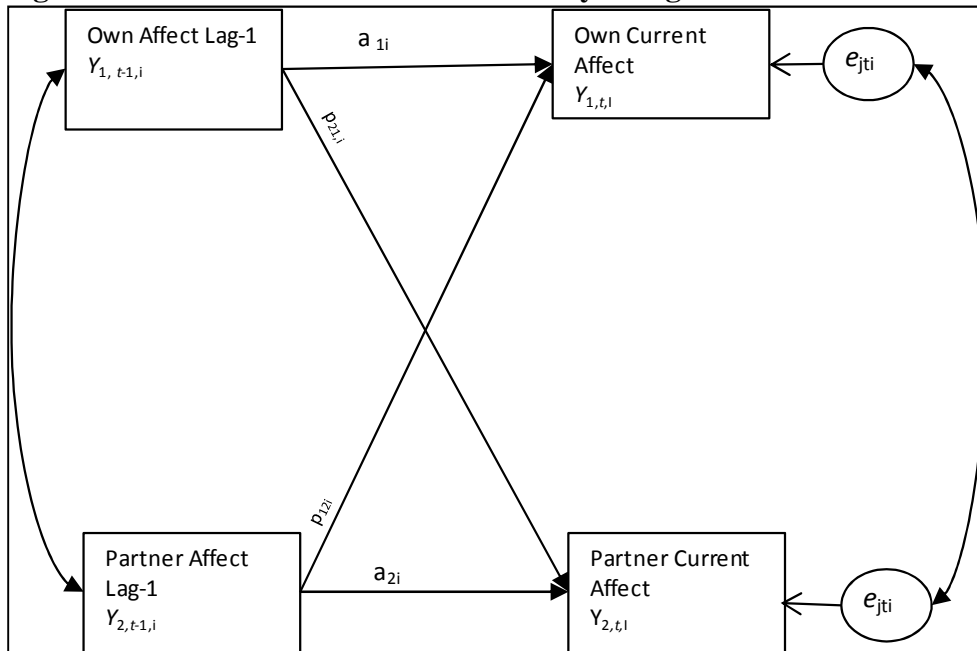 Own Affect Lag-1
Y1, t-1,i
a 1i
Own Current
Affect
Y1,t,I
ejti
p21,i
p12i
Partner Affect
Lag-1
Y2,t-1,i
a2i
Partner Current
Affect
Y2,t,I
ejti